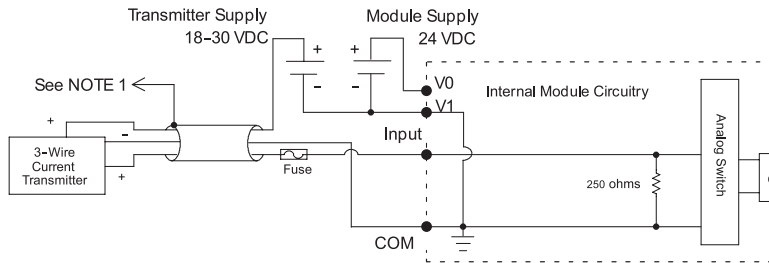 Transmitter Supply
18-30 VDC
Module Supply
24 VDC
+
+
-
-
V0
V1
Internal Module Circuitry
See NOTE 1
+
-
+
3-Wire
Current
Transmitter
Input
Fuse
250 ohms
Analog Switch
COM